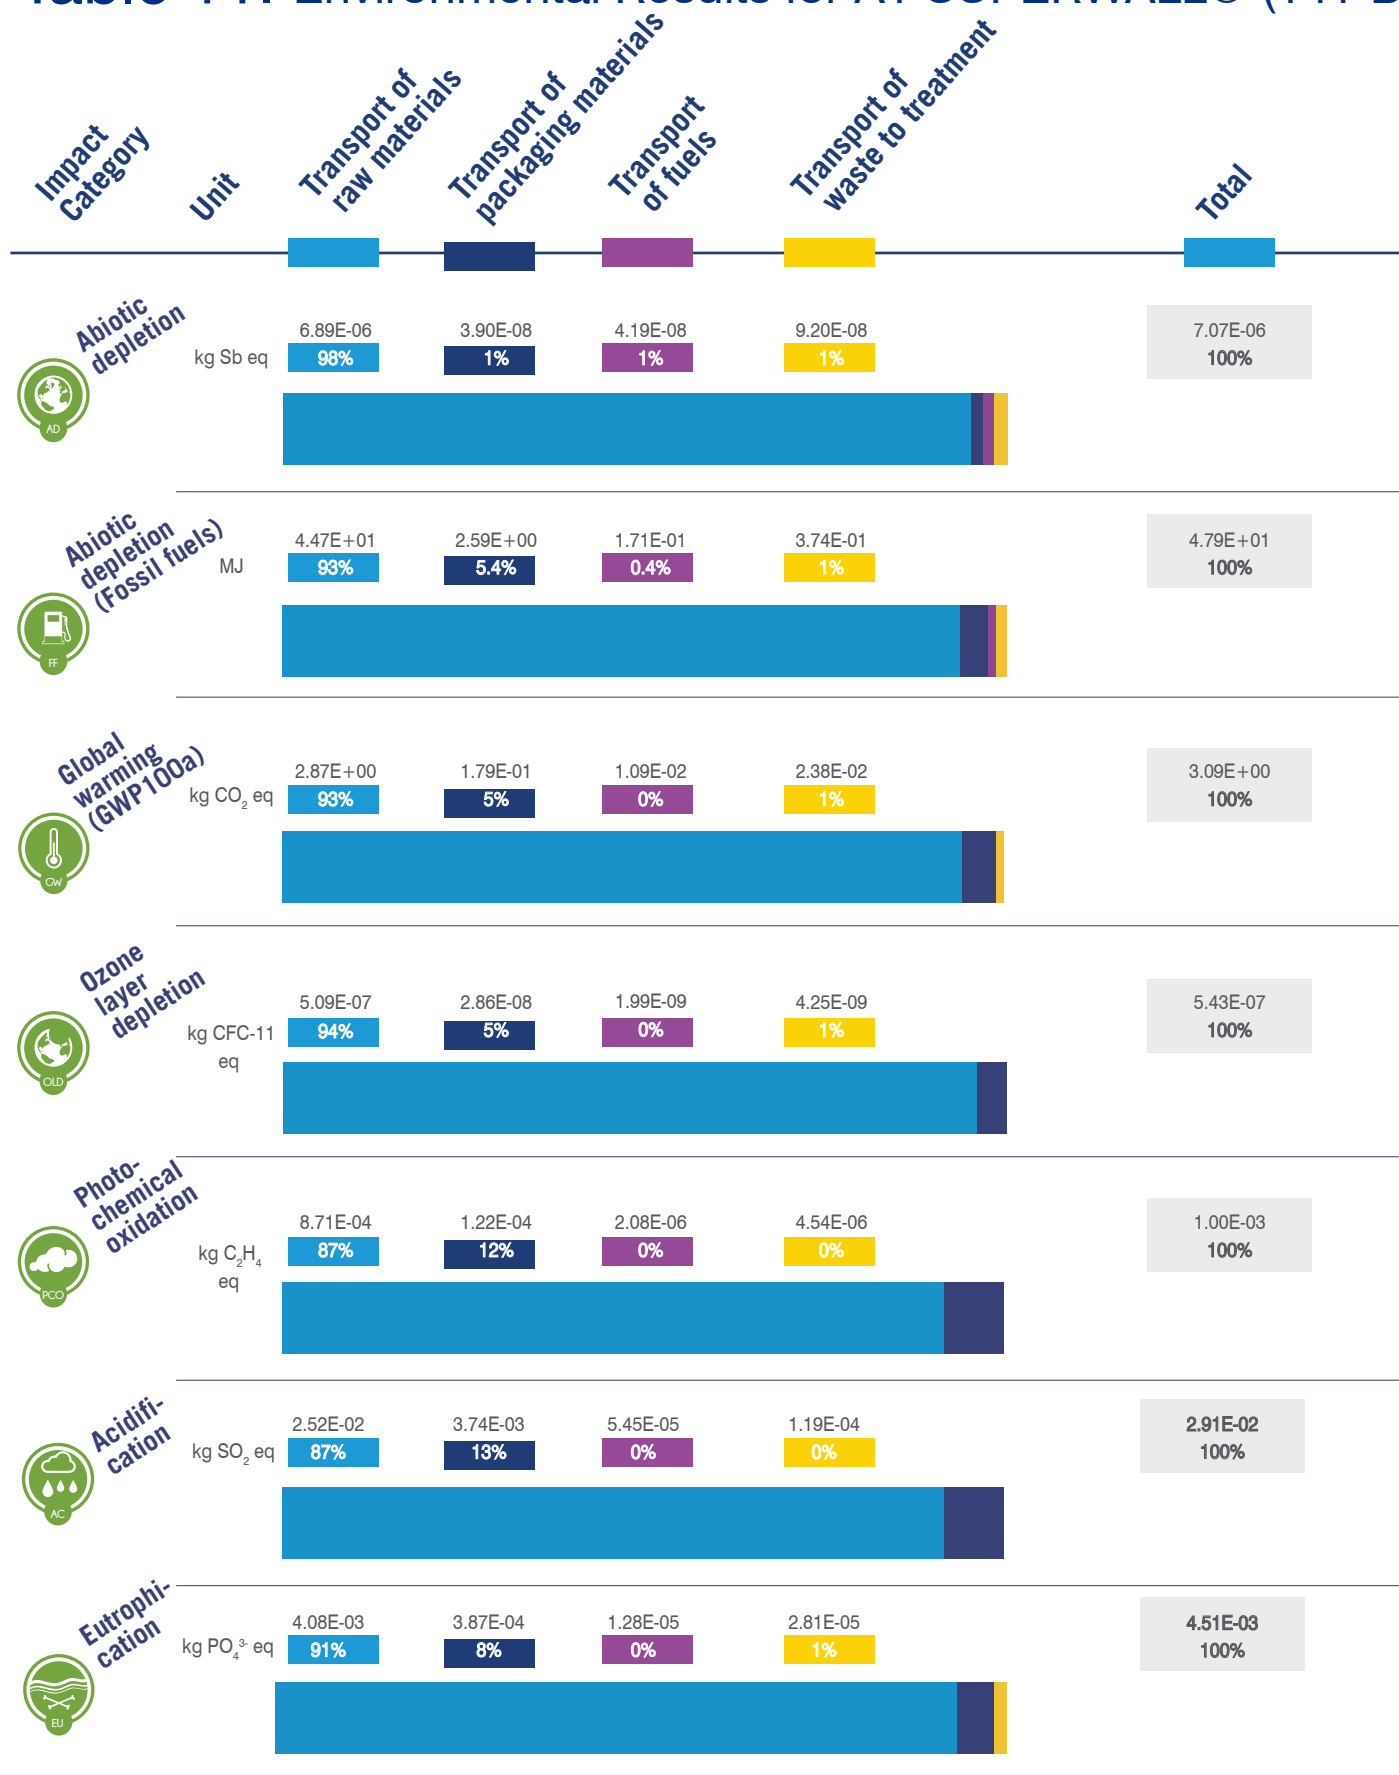 Impact
Category
Unit
Transport of
raw materials
Transport of
packaging materials
Transport
of fuels
Transport of
waste to treatment
Total
Abiotic
depletion
AD
kg Sb eq
6.89E-06 3.90E-08 4.19E-08 9.20E-08 7.07E-06
98% 1% 1% 1% 100%
Abiotic
depletion
(Fossil fuels)
FF
MJ
4.47E+01 2.59E+00 1.71E-01 3.74E-01 4.79E+01
93% 5.4% 0.4% 1% 100%
Global
warming
(GWP100a)
GW
kg CO₂ eq
2.87E+00 1.79E-01 1.09E-02 2.38E-02 3.09E+00
93% 5% 0% 1% 100%
Ozone
layer
depletion
OLD
kg CFC-11
eq
5.09E-07 2.86E-08 1.99E-09 4.25E-09 5.43E-07
94% 5% 0% 1% 100%
Photo-
chemical
oxidation
PCO
kg C₂H₄
eq
8.71E-04 1.22E-04 2.08E-06 4.54E-06 1.00E-03
87% 12% 0% 0% 100%
Acidifi-
cation
AC
kg SO₂ eq
2.52E-02 3.74E-03 5.45E-05 1.19E-04 2.91E-02
87% 13% 0% 0% 100%
Eutrophi-
cation
EU
kg PO₄³⁻ eq
4.08E-03 3.87E-04 1.28E-05 2.81E-05 4.51E-03
91% 8% 0% 1% 100%